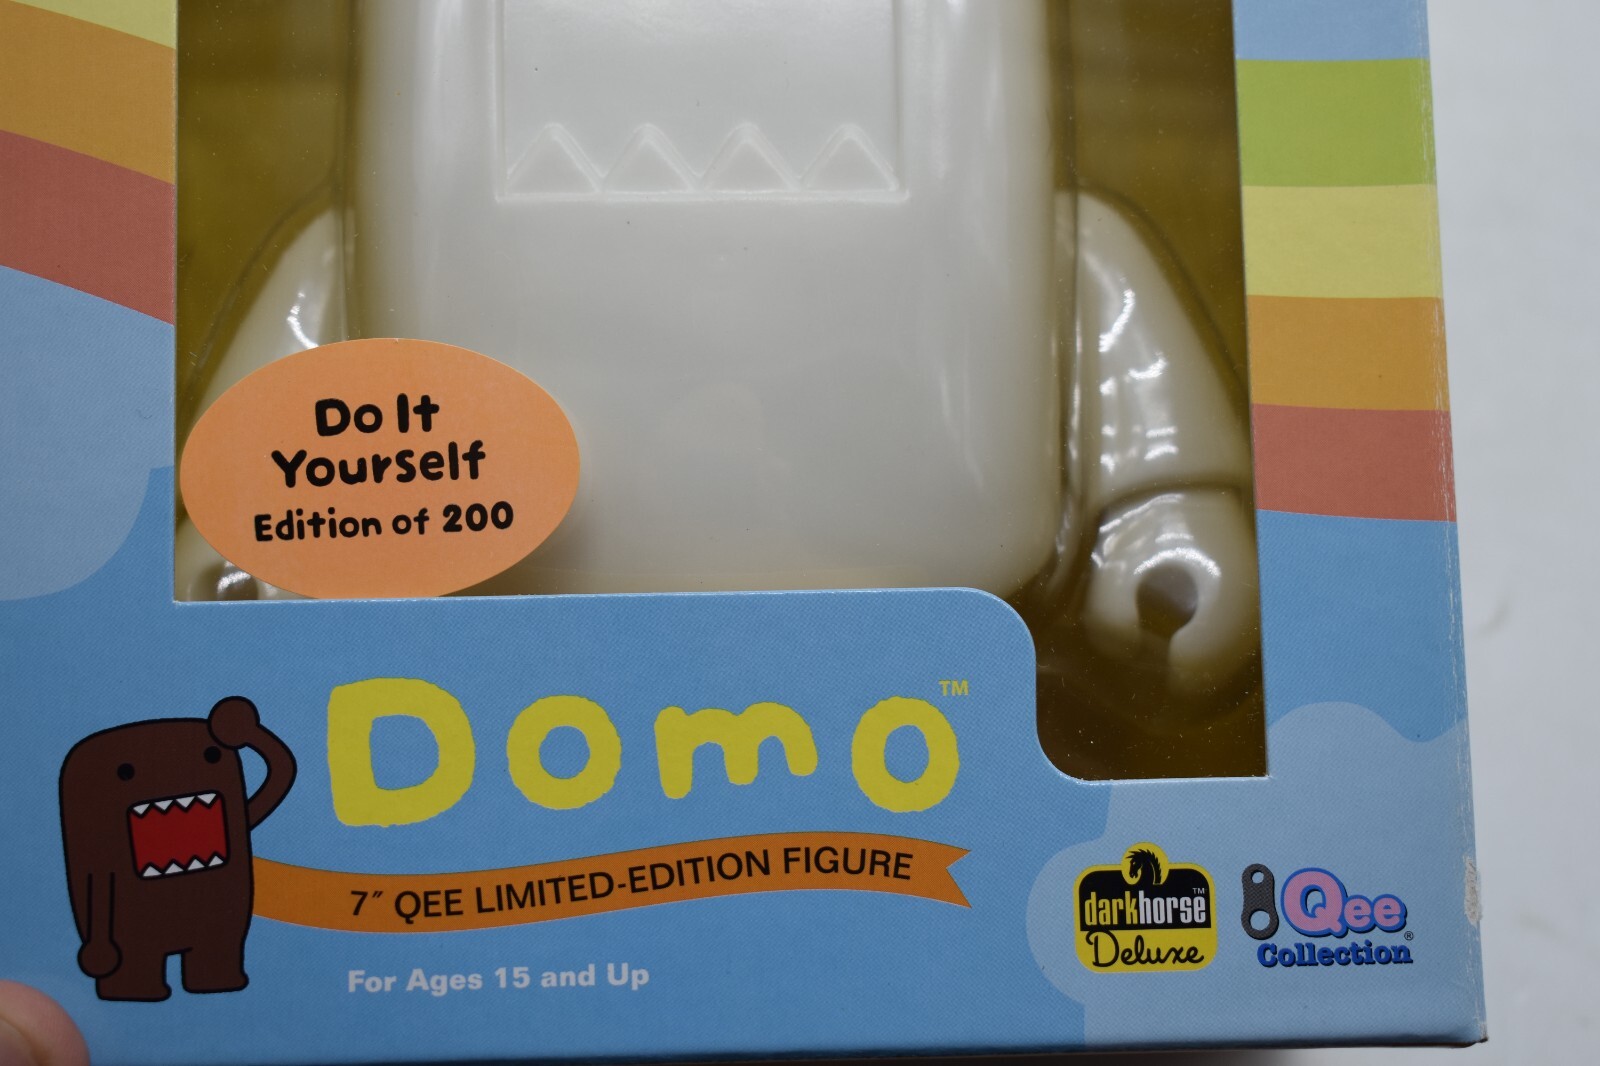 Do It
Yourself
Edition of 200
Domo™
7" QEE LIMITED-EDITION FIGURE
For Ages 15 and Up
darkhorse™
Deluxe
Qee®
Collection